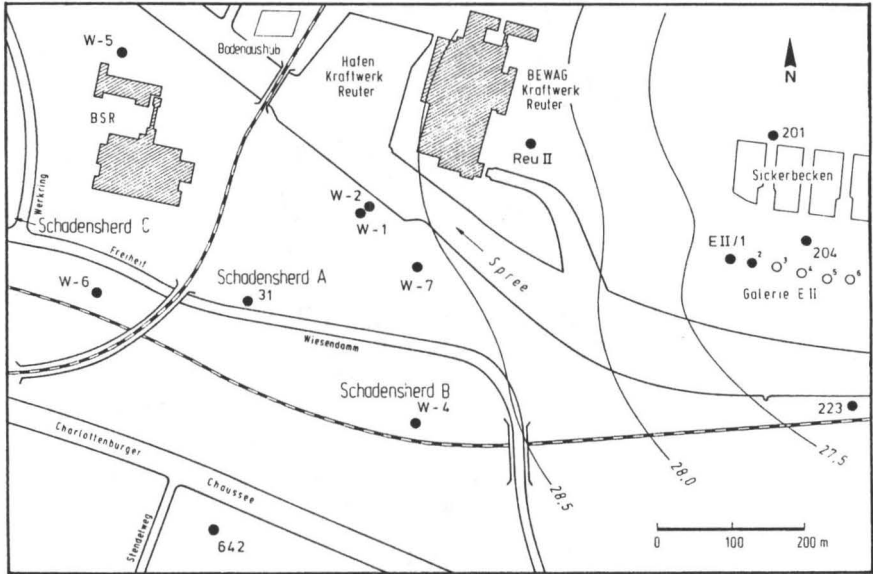 W-5
Bodenaushub
Hafen
Kraftwerk
Reuter
BEWAG
Kraftwerk
Reuter
N
BSR
Reu II
201
Sickerbecken
Werkring
W-2
W-1
Schadensherd C
Freiheit
Spree
EII/1
2
3
4
5
6
204
Galerie EII
W-6
Schadensherd A
31
W-7
Wiesendamm
Schadensherd B
W-4
223
Charlottenburger
Chaussee
28,5
28,0
27,5
Stendelweg
642
0
100
200 m